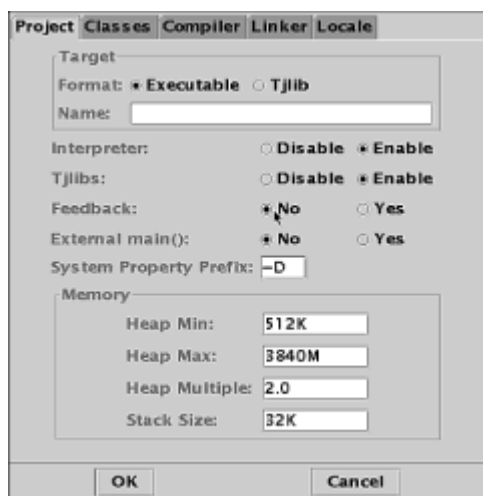 Project Classes Compiler Linker Locale
Target
Format: Executable Tjlib
Name:
Interpreter: Disable Enable
Tjlibs: Disable Enable
Feedback: No Yes
External main(): No Yes
System Property Prefix: -D
Memory
Heap Min: 512K
Heap Max: 3840M
Heap Multiple: 2.0
Stack Size: 32K
OK Cancel